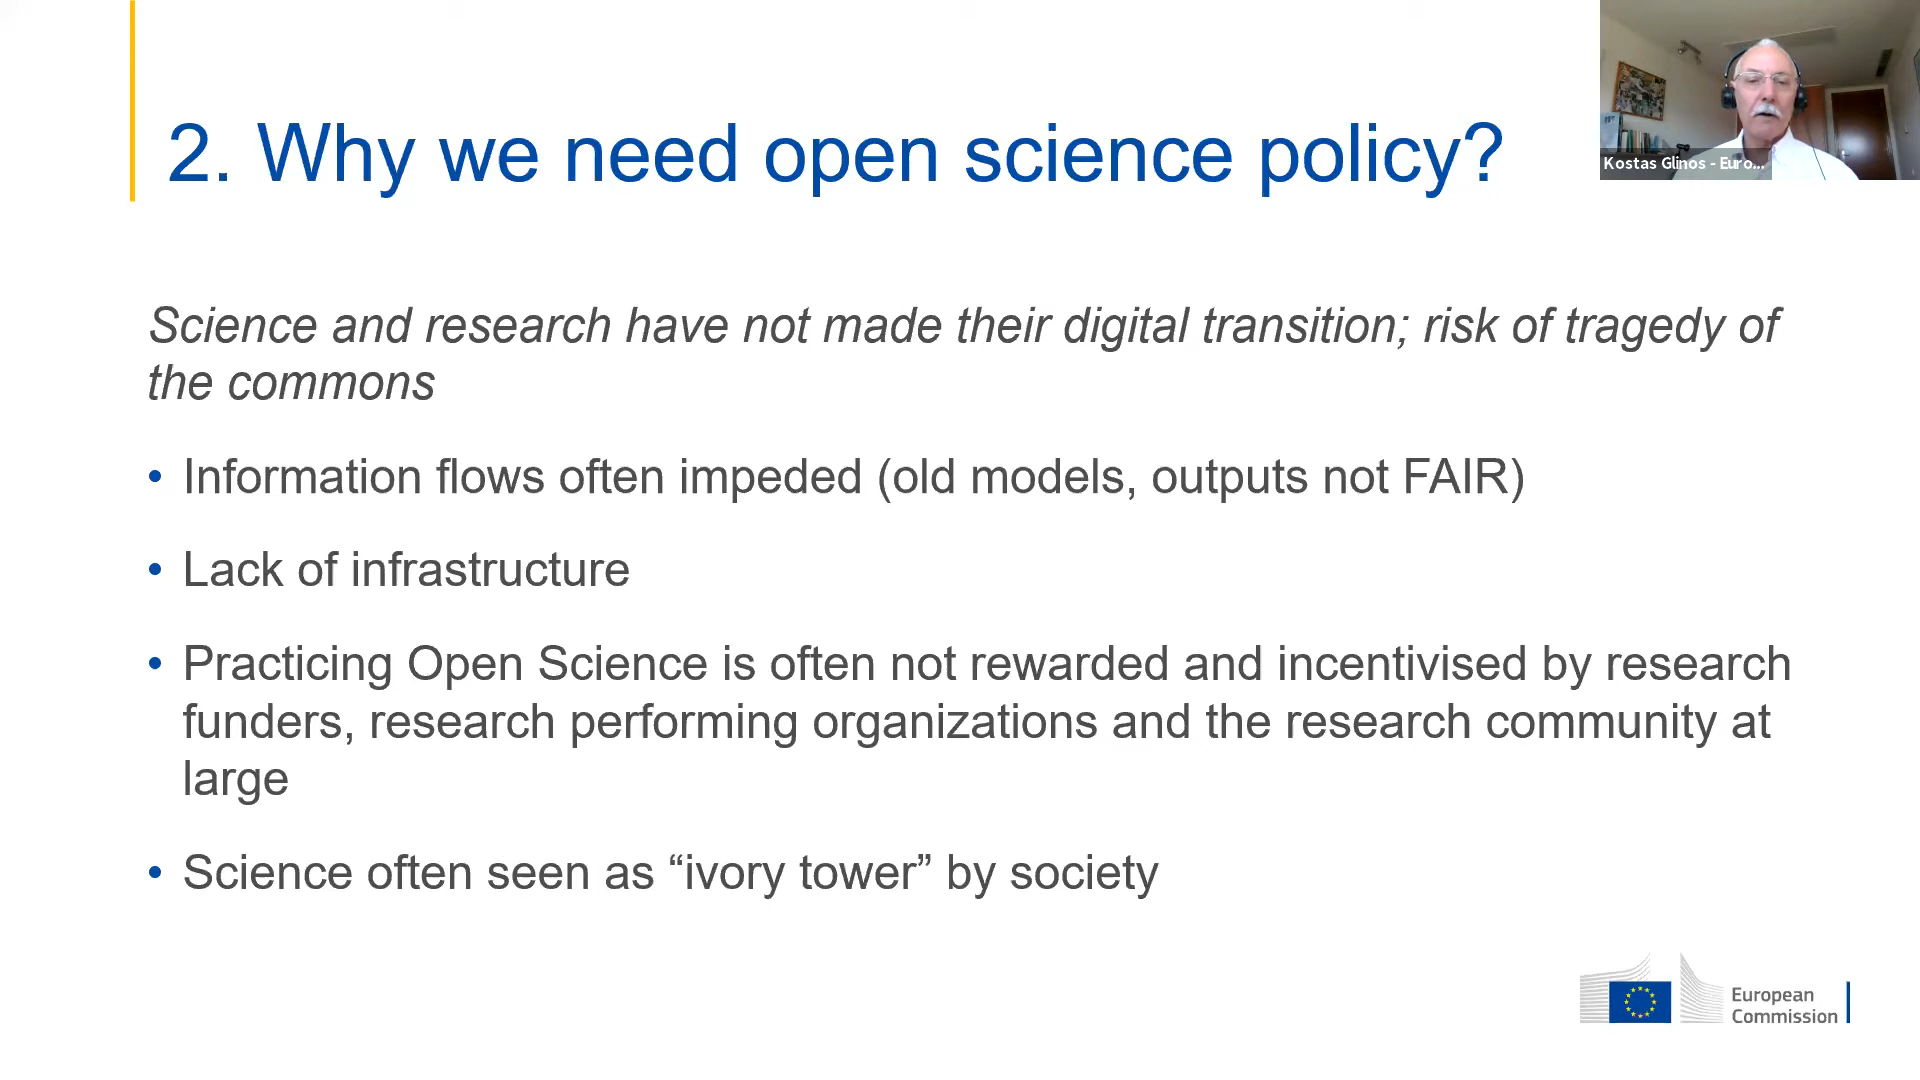 2. Why we need open science policy?
Kostas Glinos - Euro...
Science and research have not made their digital transition; risk of tragedy of
the commons
• Information flows often impeded (old models, outputs not FAIR)
• Lack of infrastructure
• Practicing Open Science is often not rewarded and incentivised by research
funders, research performing organizations and the research community at
large
• Science often seen as “ivory tower” by society
European
Commission